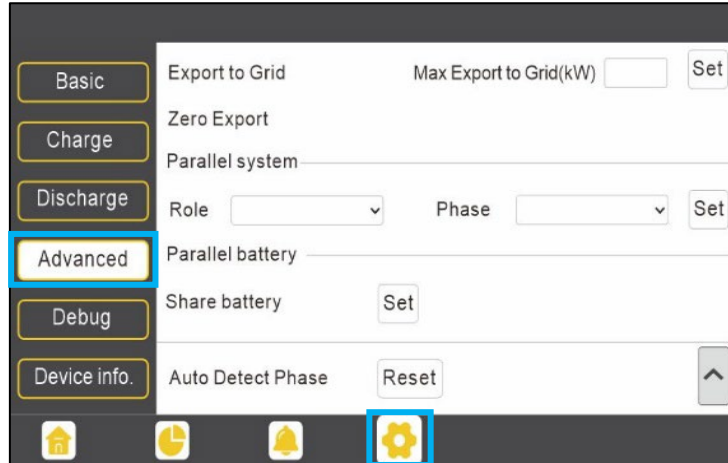 Basic
Charge
Discharge
Advanced
Debug
Device info.
Export to Grid Max Export to Grid(kW) Set
Zero Export
Parallel system
Role Phase Set
Parallel battery
Share battery Set
Auto Detect Phase Reset